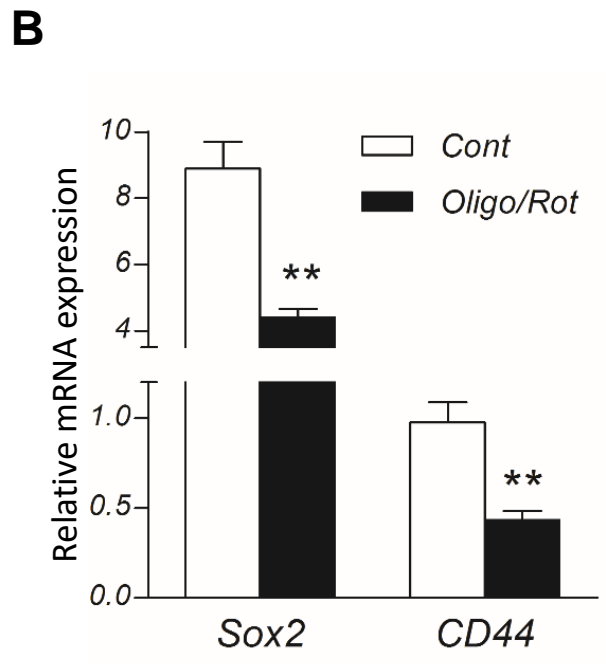 B
Relative mRNA expression
10
8
6
4
1.0
0.5
0.0
Cont
Oligo/Rot
**
**
Sox2 CD44